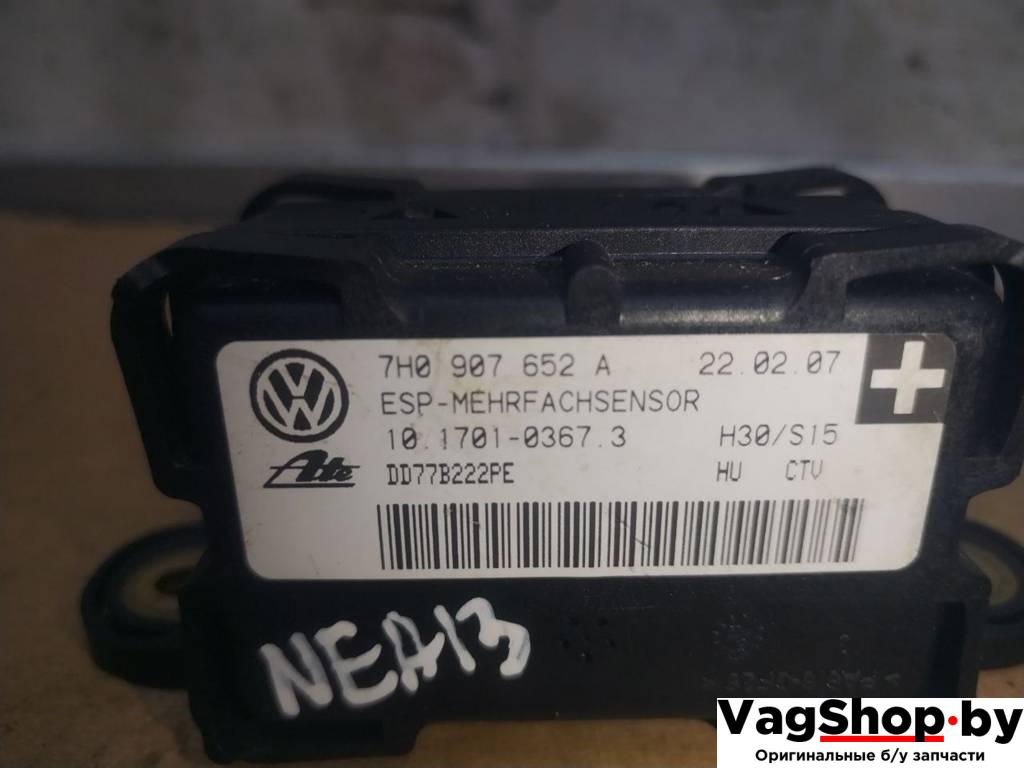 7H0 907 652 A 22.02.07
ESP-MEHRFACHSENSOR
10.1701-0367.3 H30/S15
Ate DD77B222PE HU CTV
NEA13
VagShop.by
Оригинальные б/у запчасти